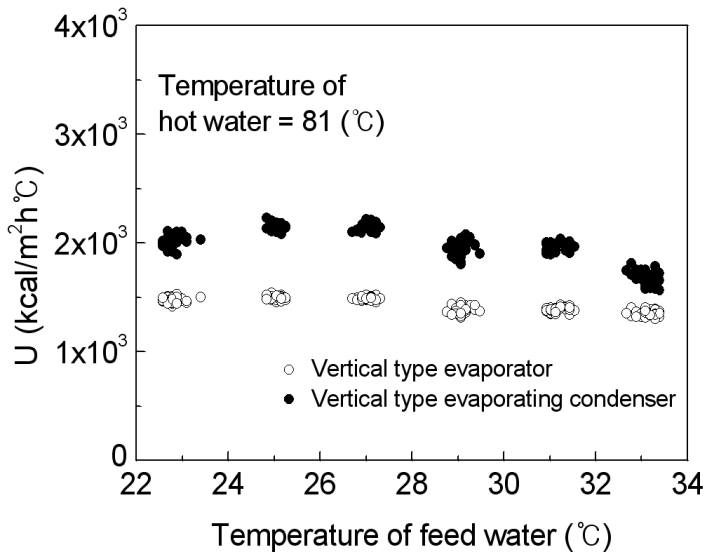 4x10³
3x10³
2x10³
1x10³
0
U (kcal/m²h℃)
Temperature of
hot water = 81 (℃)
Vertical type evaporator
Vertical type evaporating condenser
22 24 26 28 30 32 34
Temperature of feed water (℃)